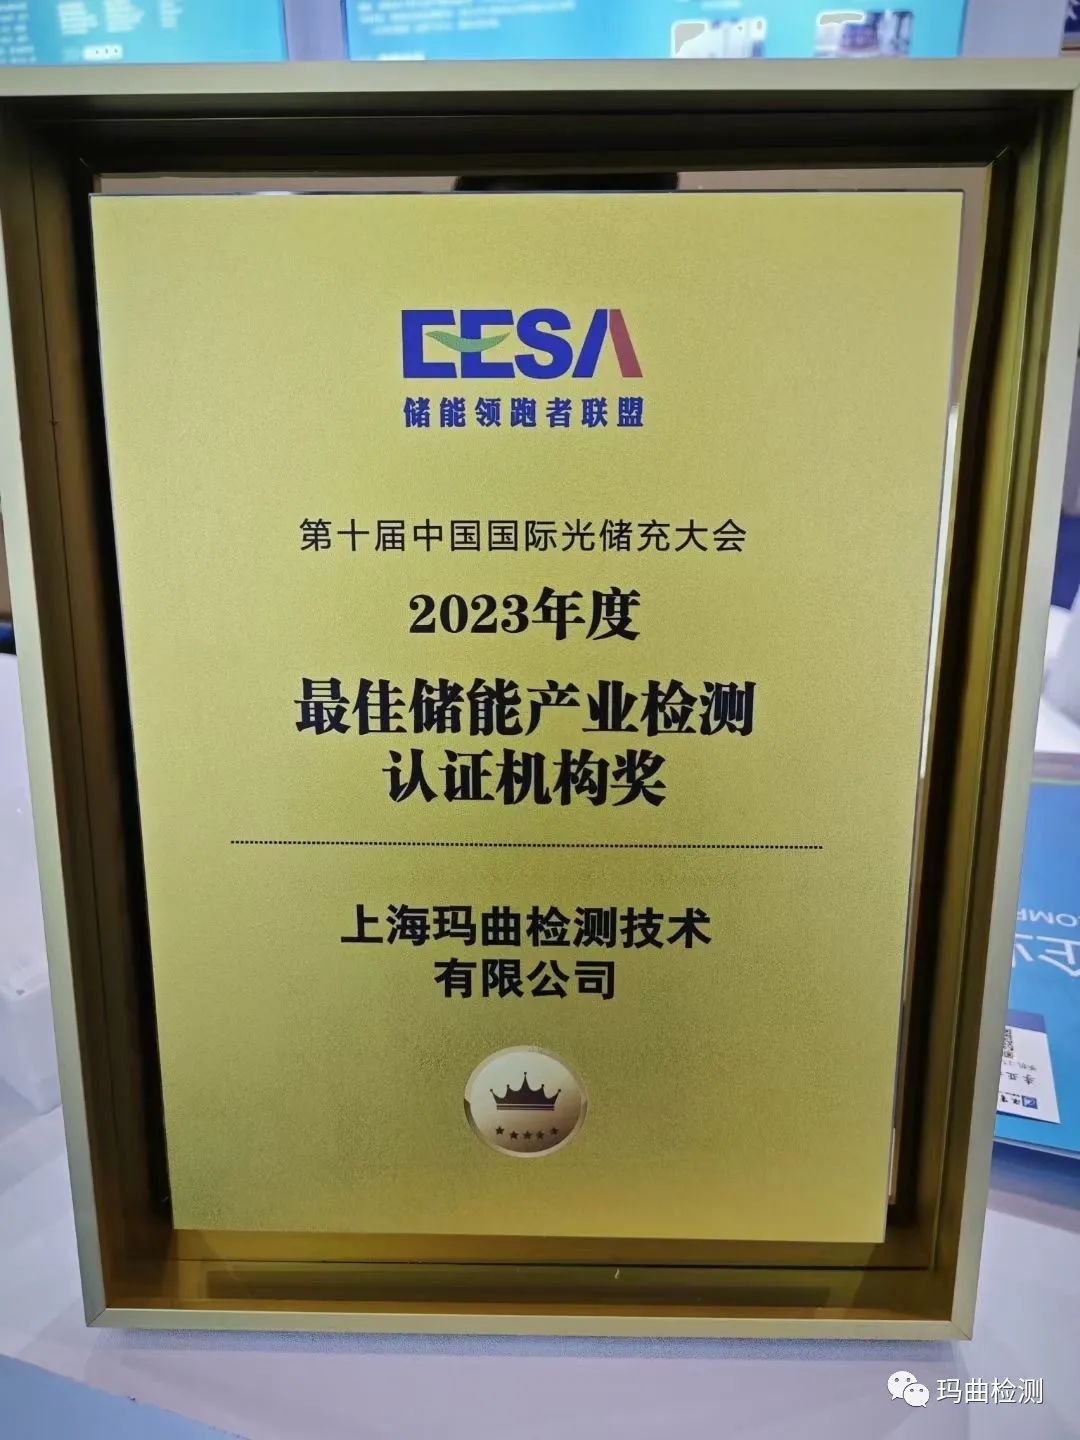 EESA
储能领跑者联盟
第十届中国国际光储充大会
2023年度
最佳储能产业检测
认证机构奖
上海玛曲检测技术
有限公司
玛曲检测